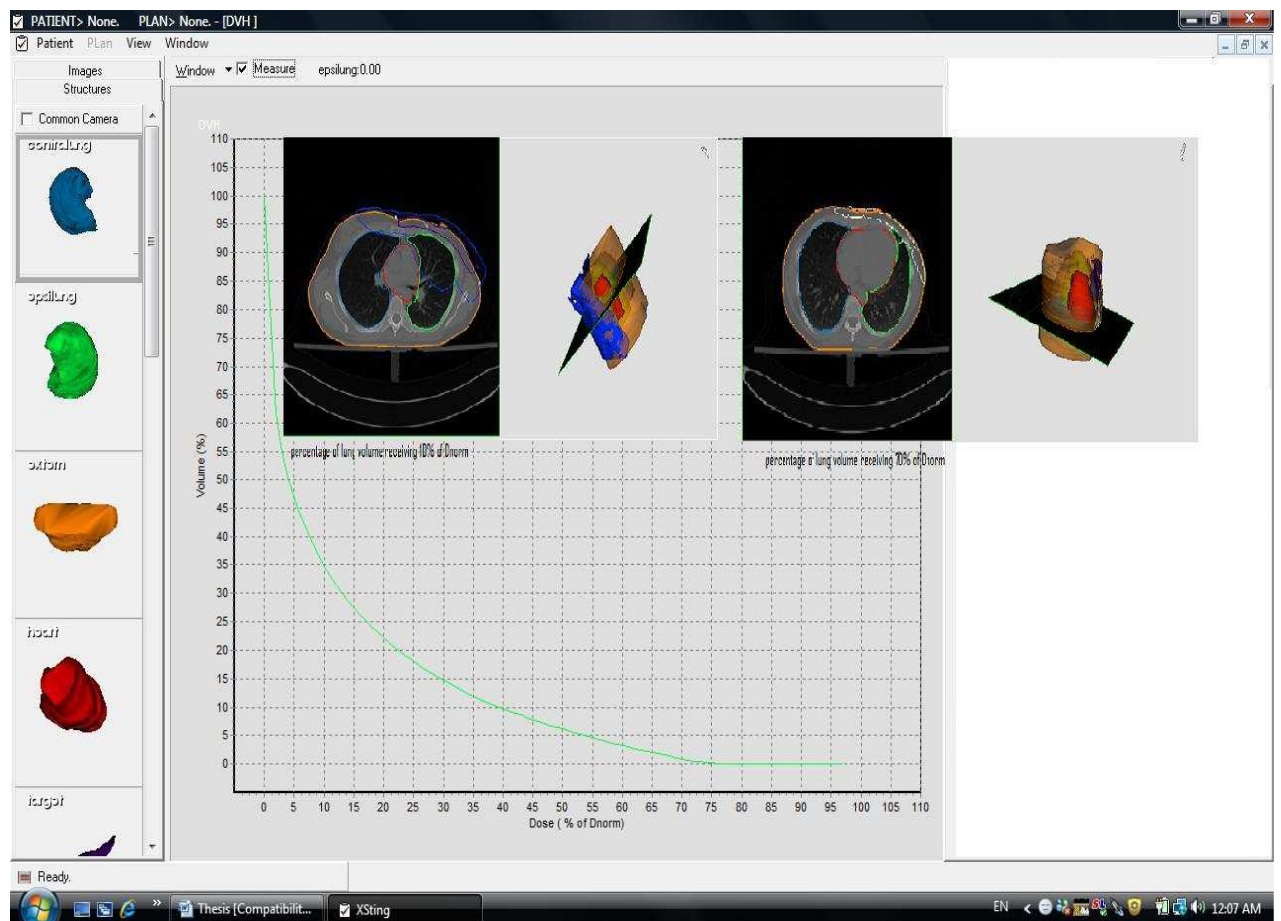 PATIENT> None. PLAN> None. - [DVH ]
Patient PLan View Window
Images
Structures
Window Measure epsilung:0.00
Common Camera
DVH
contralung
epsilung
heart
target
110
105
100
95
90
85
80
75
70
65
60
55
50
45
40
35
30
25
20
15
10
5
0
Volume (%)
percentage of lung volume receiving 10% of Dnorm
percentage of lung volume receiving 70% of Dnorm
0 5 10 15 20 25 30 35 40 45 50 55 60 65 70 75 80 85 90 95 100 105 110
Dose ( % of Dnorm)
Ready.
Thesis [Compatibilit...
XSting
EN
12:07 AM